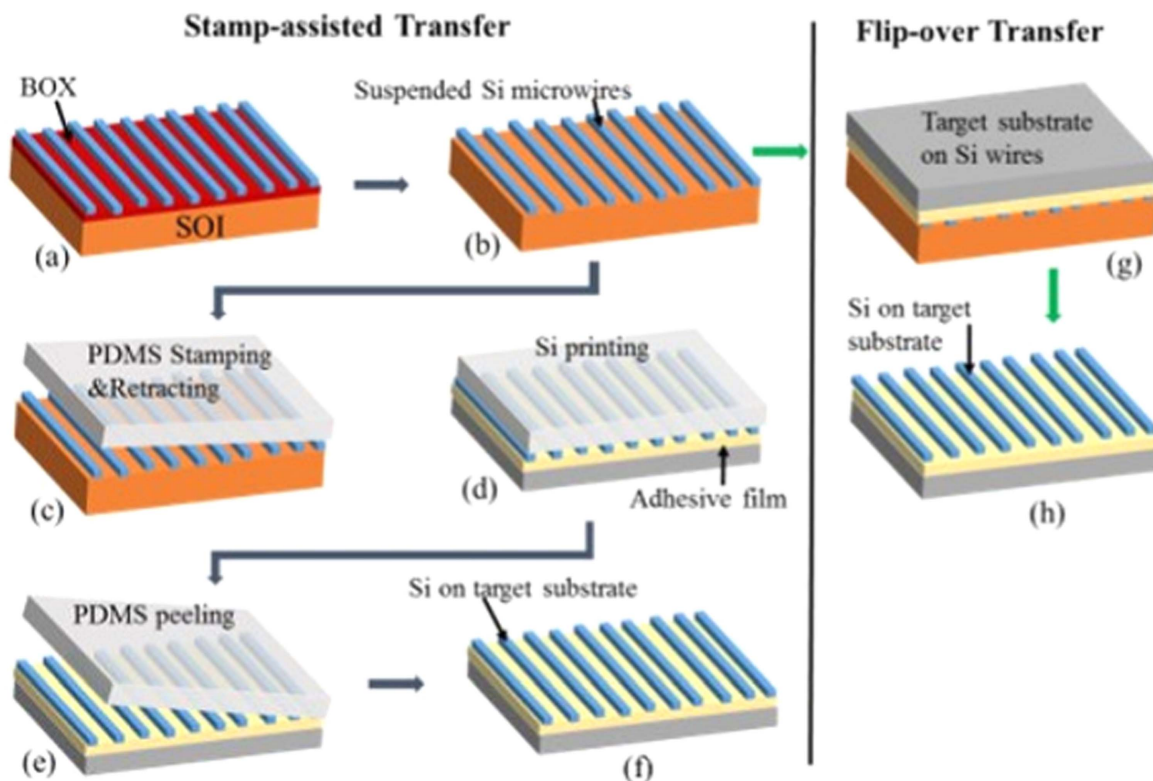 Stamp-assisted Transfer
BOX
Suspended Si microwires
SOI
(a)
(b)
PDMS Stamping
&Retracting
(c)
Si printing
(d)
Adhesive film
PDMS peeling
(e)
Si on target substrate
(f)
Flip-over Transfer
Target substrate
on Si wires
(g)
Si on target
substrate
(h)